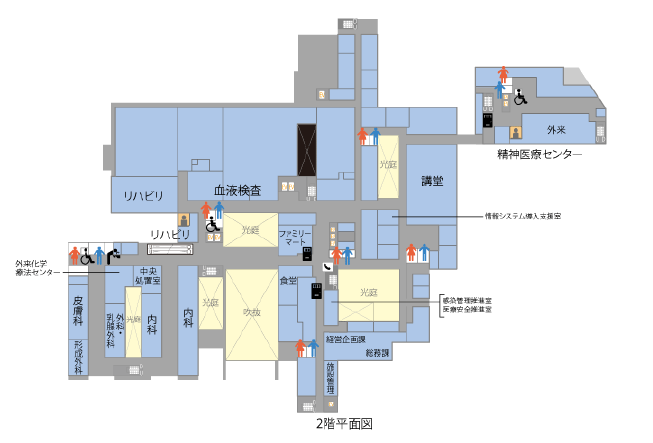 外来
精神医療センター
光庭
講堂
リハビリ
血液検査
情報システム導入支援室
リハビリ
光庭
ファミリー
マート
外来化学
療法センター
中央
処置室
食堂
光庭
光庭
感染管理推進室
医療安全推進室
皮膚科
外科・
乳腺外科
光庭
内科
内科
吹抜
形成外科
経営企画課
総務課
施設管理
2階平面図